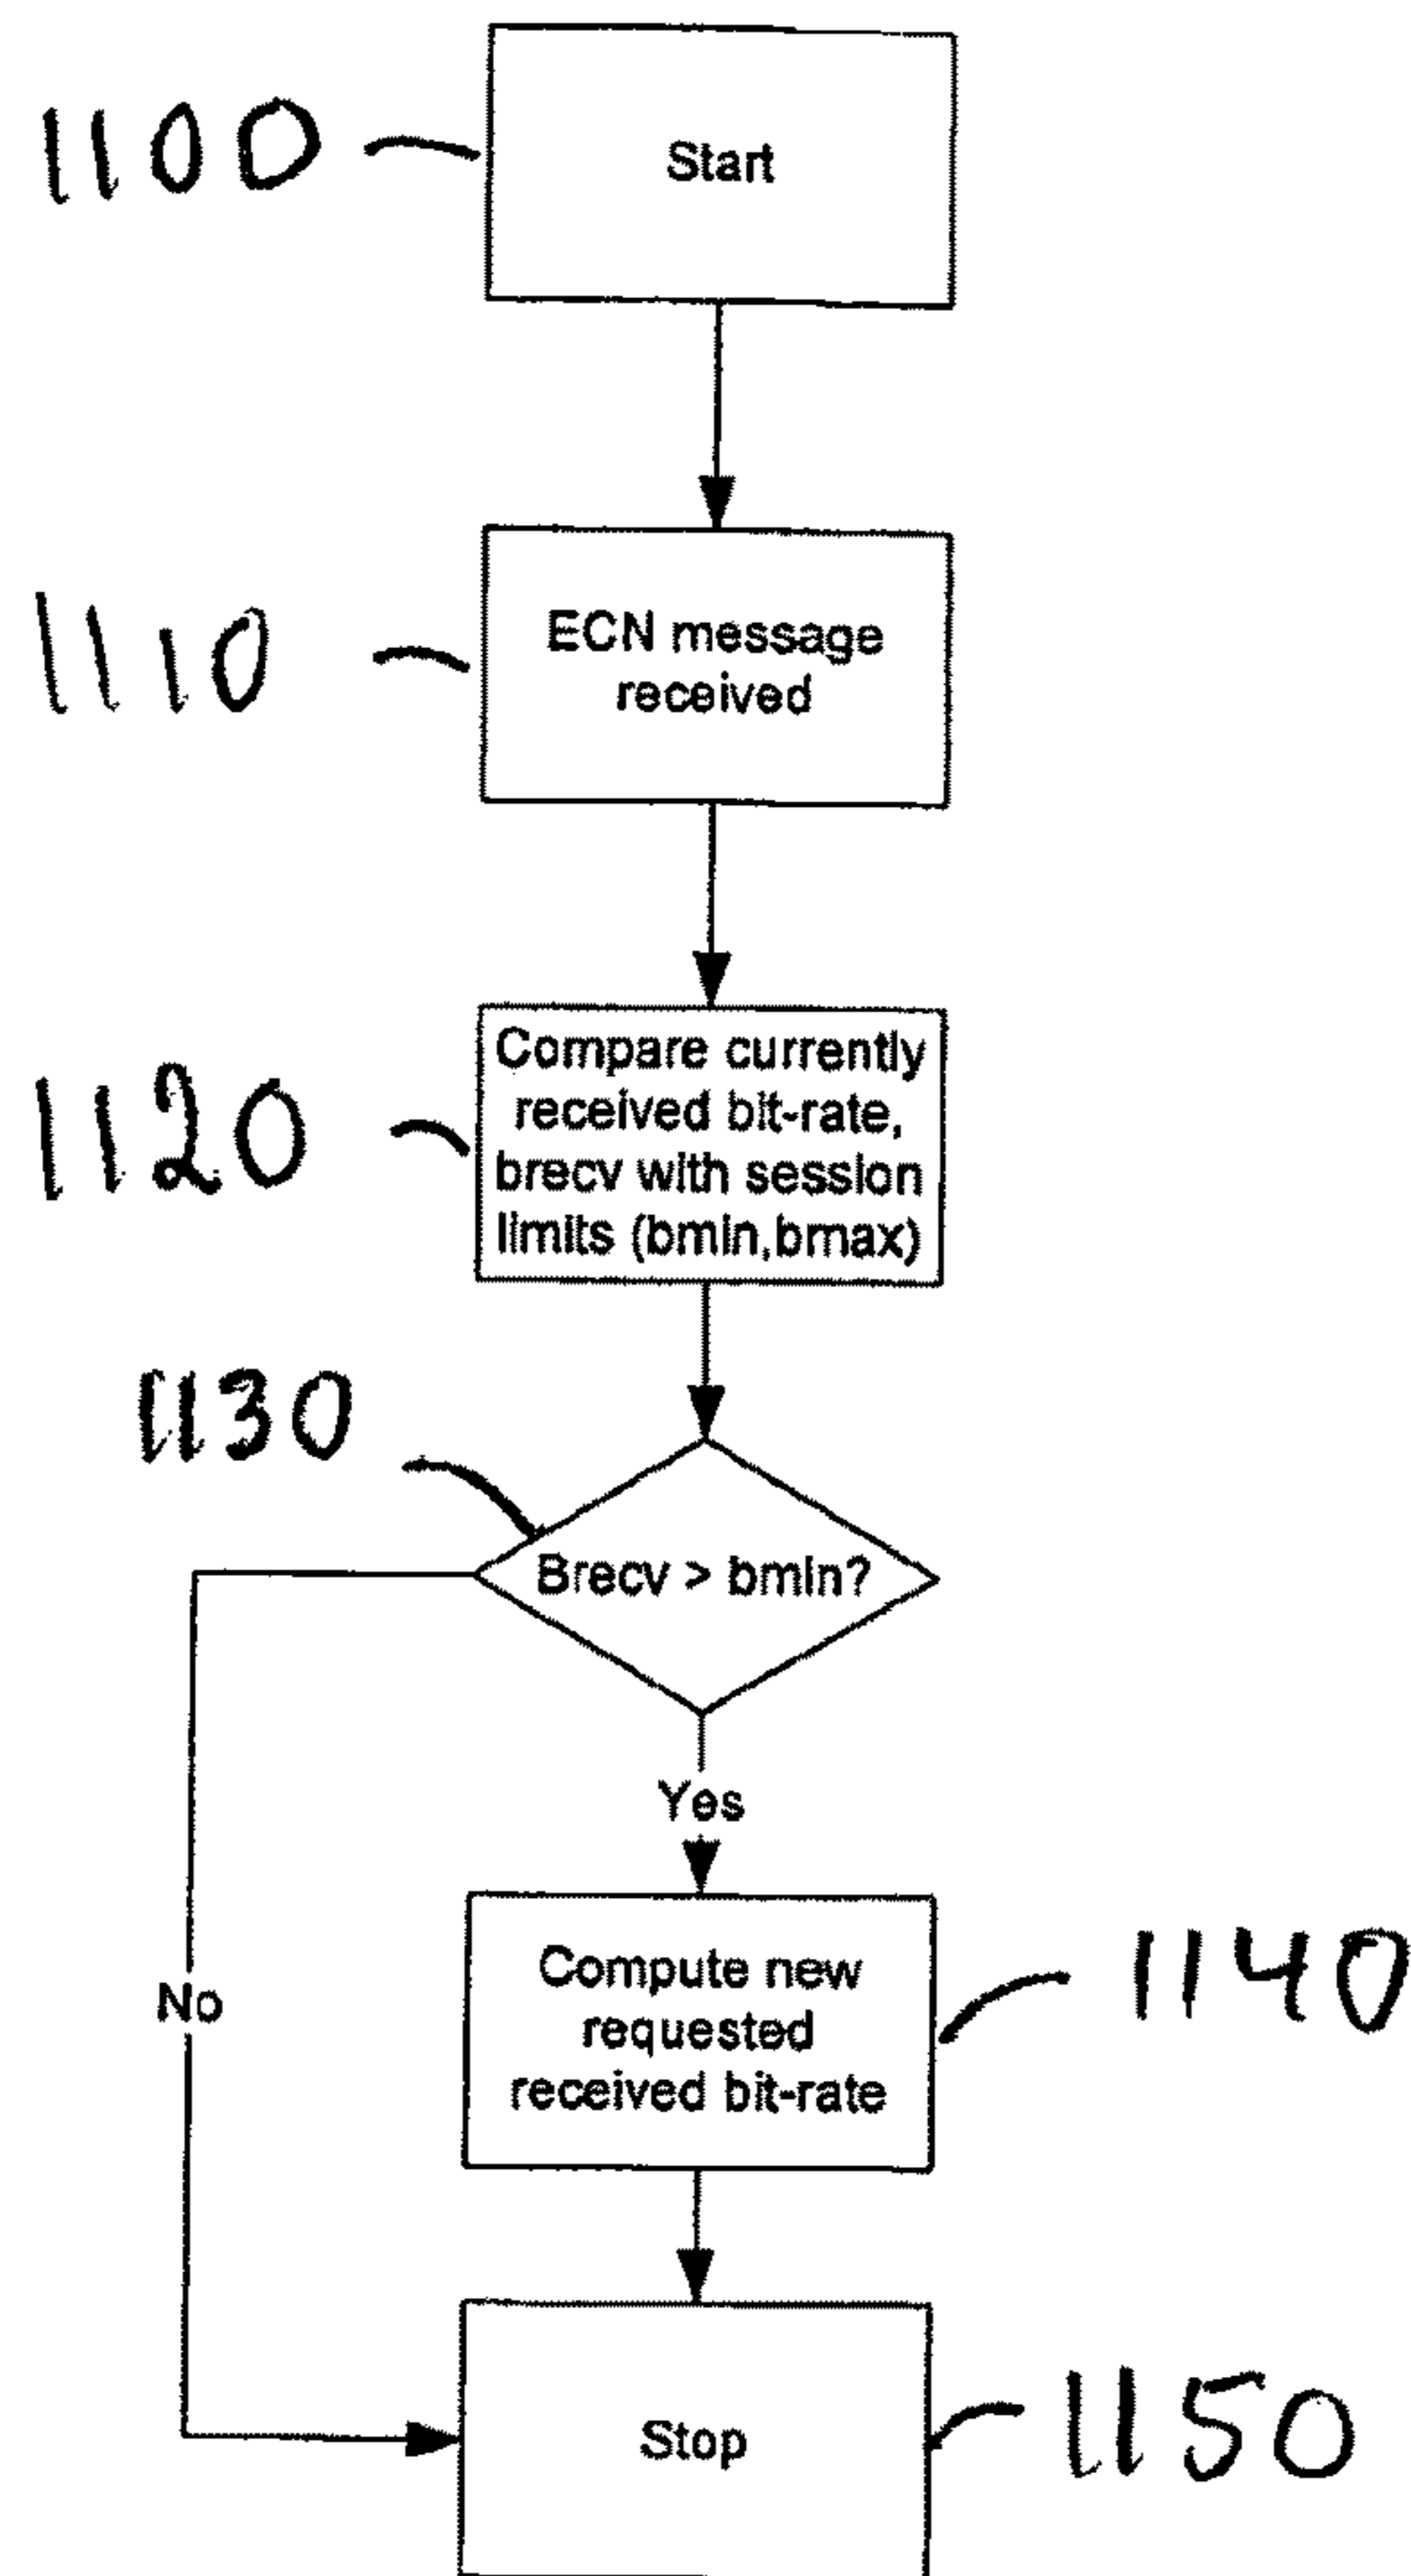 1100
Start
1110
ECN message
received
1120
Compare currently
received bit-rate,
brecv with session
limits (bmin,bmax)
1130
Brecv > bmin?
Yes
No
Compute new
requested
received bit-rate
1140
Stop
1150